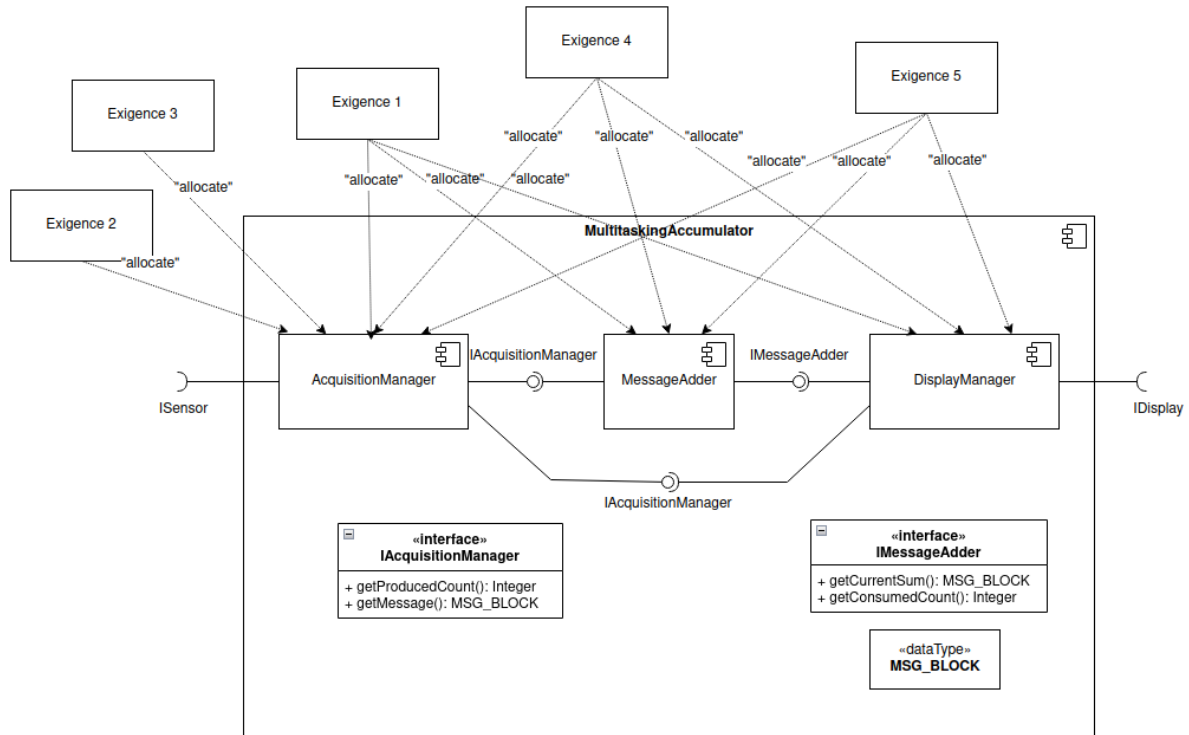 Exigence 4
Exigence 5
Exigence 1
Exigence 3
Exigence 2
"allocate"
"allocate"
"allocate"
"allocate"
"allocate"
"allocate"
"allocate"
"allocate"
"allocate"
"allocate"
"allocate"
MultitaskingAccumulator
IAcquisitionManager
IMessageAdder
AcquisitionManager
MessageAdder
DisplayManager
ISensor
IDisplay
IAcquisitionManager
«interface»
IAcquisitionManager
+ getProducedCount(): Integer
+ getMessage(): MSG_BLOCK
«interface»
IMessageAdder
+ getCurrentSum(): MSG_BLOCK
+ getConsumedCount(): Integer
«dataType»
MSG_BLOCK